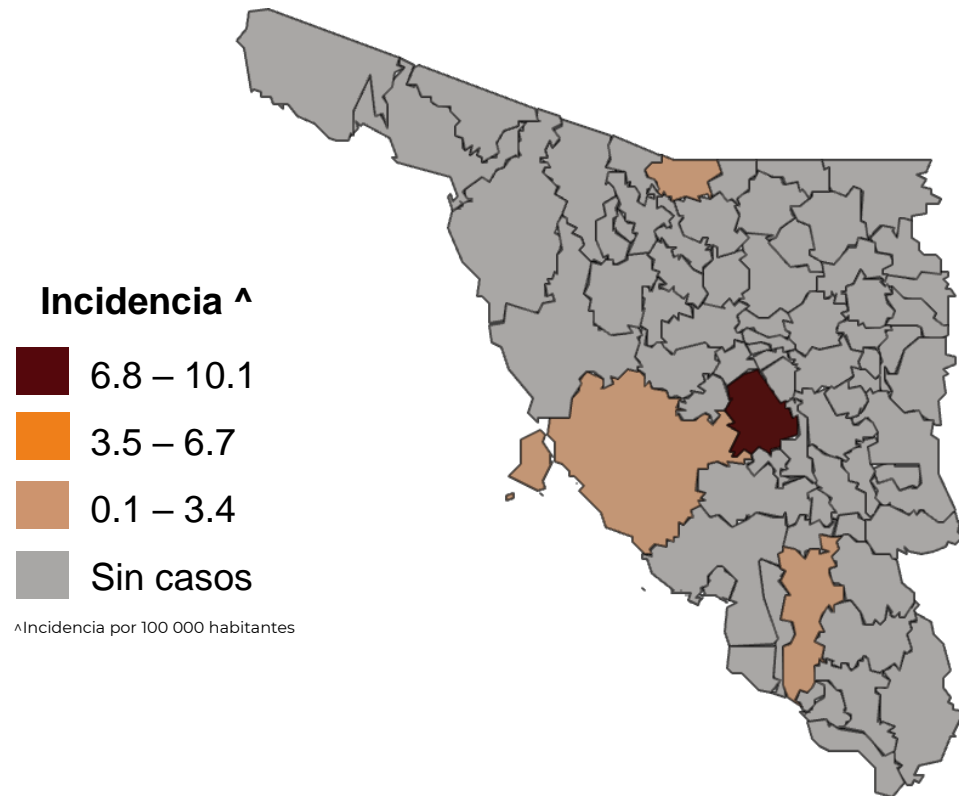 Incidencia ^
6.8 – 10.1
3.5 – 6.7
0.1 – 3.4
Sin casos
^Incidencia por 100 000 habitantes